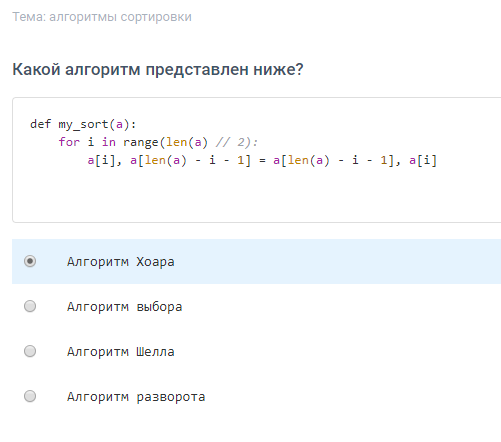 Тема: алгоритмы сортировки
Какой алгоритм представлен ниже?
def my_sort(a):
    for i in range(len(a) // 2):
        a[i], a[len(a) - i - 1] = a[len(a) - i - 1], a[i]
Алгоритм Хоара
Алгоритм выбора
Алгоритм Шелла
Алгоритм разворота